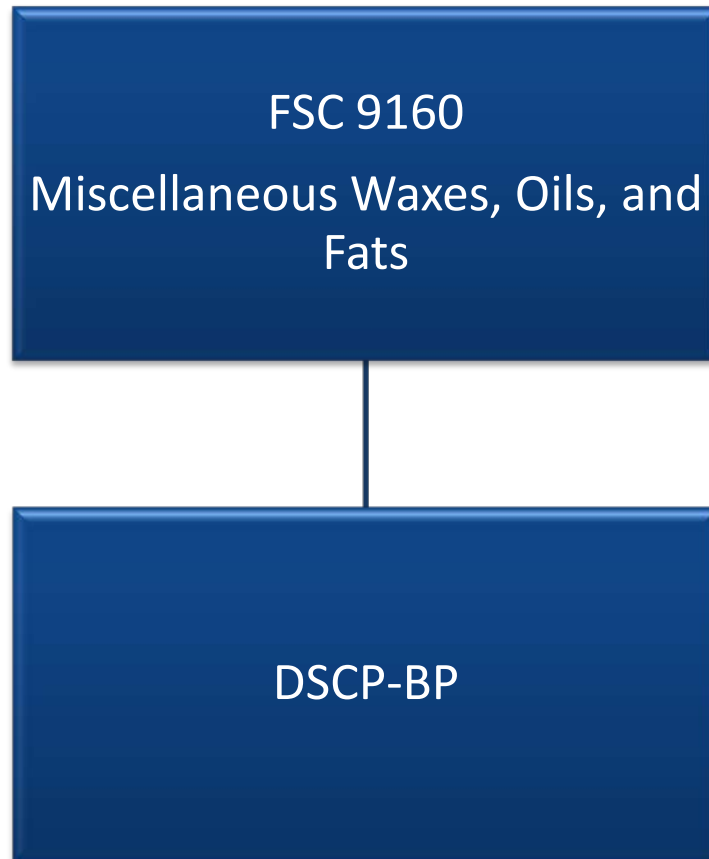 FSC 9160
Miscellaneous Waxes, Oils, and
Fats
DSCP-BP